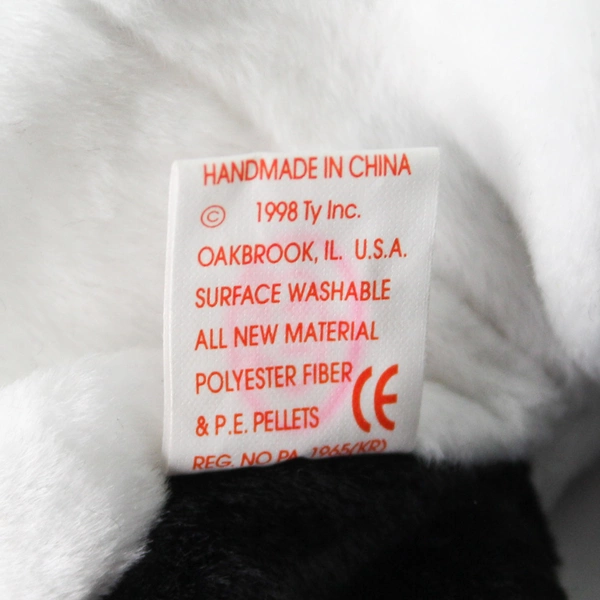 HANDMADE IN CHINA
© 1998 Ty Inc.
OAKBROOK, IL. U.S.A.
SURFACE WASHABLE
ALL NEW MATERIAL
POLYESTER FIBER
& P.E. PELLETS CE
REG. NO PA. 1965(KR)